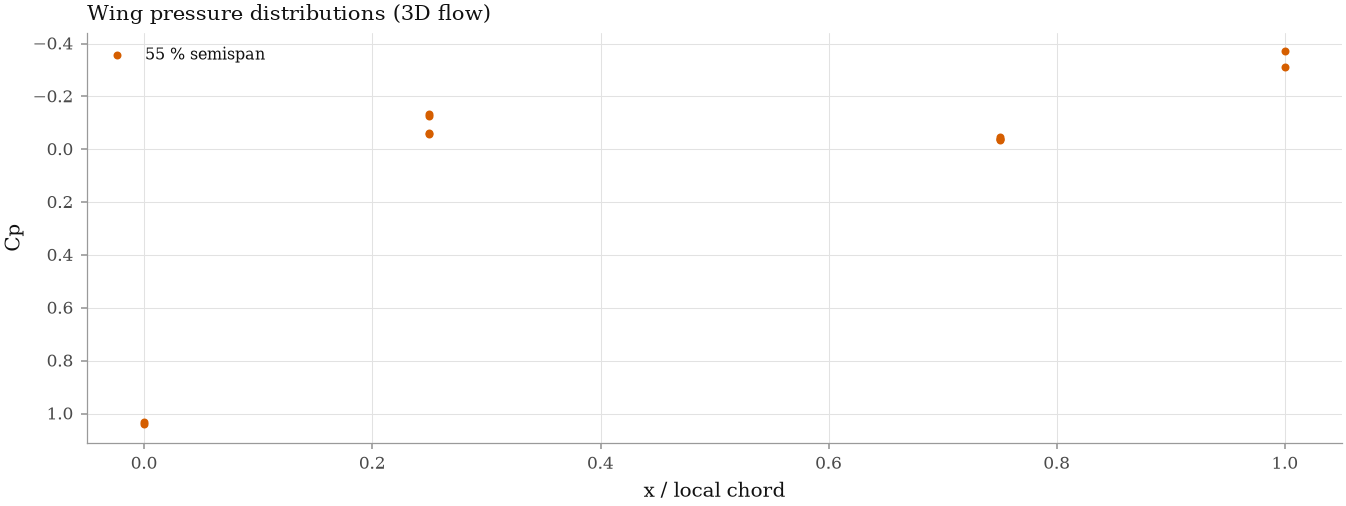 Wing pressure distributions (3D flow)
55 % semispan
−0.4
−0.2
0.0
0.2
0.4
0.6
0.8
1.0
Cp
0.0 0.2 0.4 0.6 0.8 1.0
x / local chord